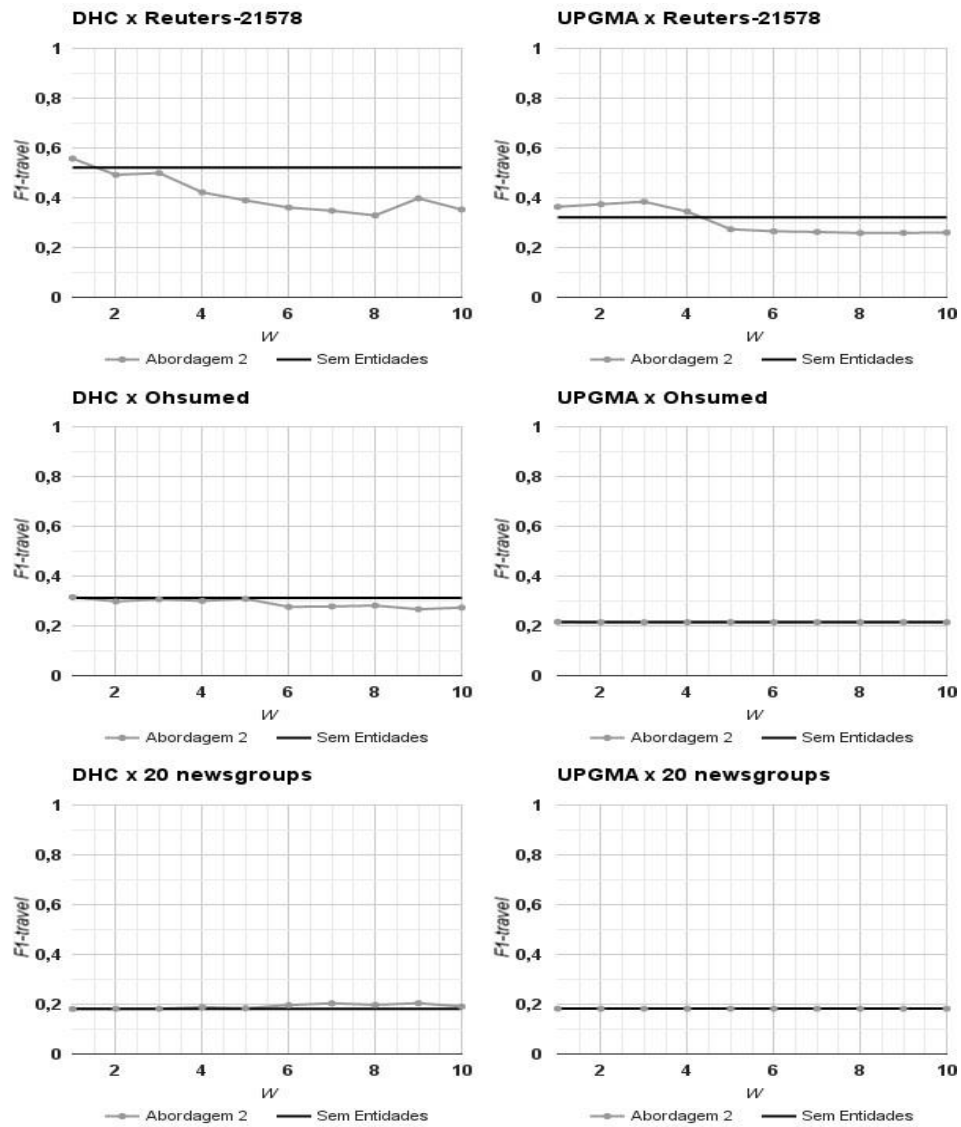 DHC x Reuters-21578
1
0,8
0,6
0,4
0,2
0
F1-travel
2 4 6 8 10
W
Abordagem 2 Sem Entidades
UPGMA x Reuters-21578
1
0,8
0,6
0,4
0,2
0
F1-travel
2 4 6 8 10
W
Abordagem 2 Sem Entidades
DHC x Ohsumed
1
0,8
0,6
0,4
0,2
0
F1-travel
2 4 6 8 10
W
Abordagem 2 Sem Entidades
UPGMA x Ohsumed
1
0,8
0,6
0,4
0,2
0
F1-travel
2 4 6 8 10
W
Abordagem 2 Sem Entidades
DHC x 20 newsgroups
1
0,8
0,6
0,4
0,2
0
F1-travel
2 4 6 8 10
W
Abordagem 2 Sem Entidades
UPGMA x 20 newsgroups
1
0,8
0,6
0,4
0,2
0
F1-travel
2 4 6 8 10
W
Abordagem 2 Sem Entidades